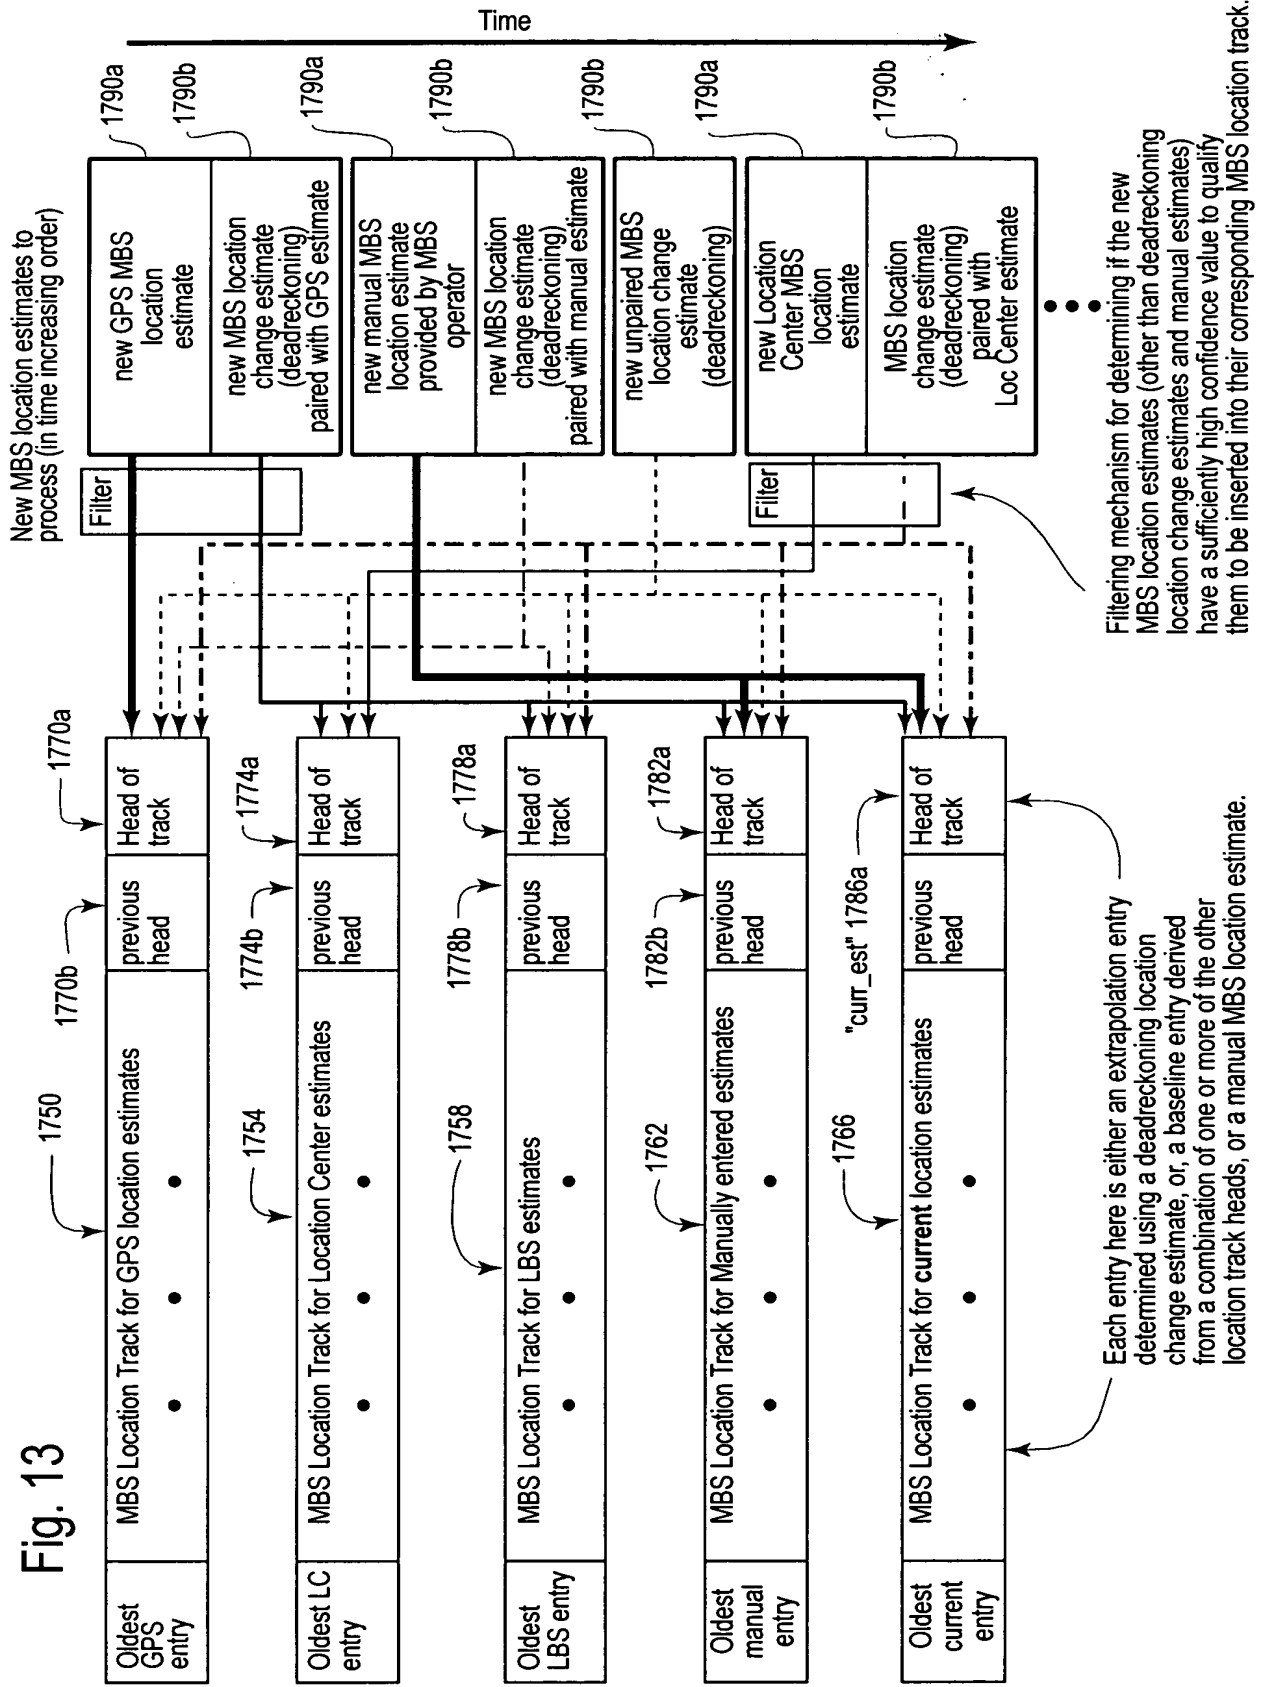 Fig. 13
New MBS location estimates to
process (in time increasing order)
Time
1790a
1790b
1790a
1790b
1790b
1790a
1790b
new GPS MBS
location
estimate
new MBS location
change estimate
(deadreckoning)
paired with GPS estimate
new manual MBS
location estimate
provided by MBS
operator
new MBS location
change estimate
(deadreckoning)
paired with manual estimate
new unpaired MBS
location change
estimate
(deadreckoning)
new Location
Center MBS
location
estimate
MBS location
change estimate
(deadreckoning)
paired with
Loc Center estimate
Filter
Filter
Filtering mechanism for determining if the new
MBS location estimates (other than deadreckoning
location change estimates and manual estimates)
have a sufficiently high confidence value to qualify
them to be inserted into their corresponding MBS location track.
1750
1770b
1770a
Oldest
GPS
entry
MBS Location Track for GPS location estimates
previous
head
Head of
track
1754
1774b
1774a
Oldest LC
entry
MBS Location Track for Location Center estimates
previous
head
Head of
track
1758
1778b
1778a
Oldest
LBS entry
MBS Location Track for LBS estimates
previous
head
Head of
track
1762
1782b
1782a
Oldest
manual
entry
MBS Location Track for Manually entered estimates
previous
head
Head of
track
1766
"curr_est" 1786a
Oldest
current
entry
MBS Location Track for current location estimates
previous
head
Head of
track
Each entry here is either an extrapolation entry
determined using a deadreckoning location
change estimate, or, a baseline entry derived
from a combination of one or more of the other
location track heads, or a manual MBS location estimate.